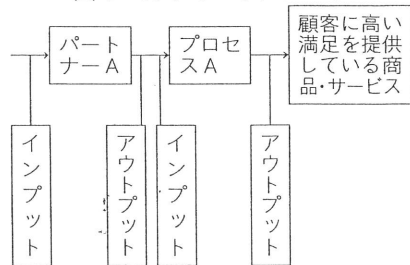 パート
ナーA
プロセ
スA
顧客に高い
満足を提供
している商
品・サービス
インプット
アウトプット
インプット
アウトプット